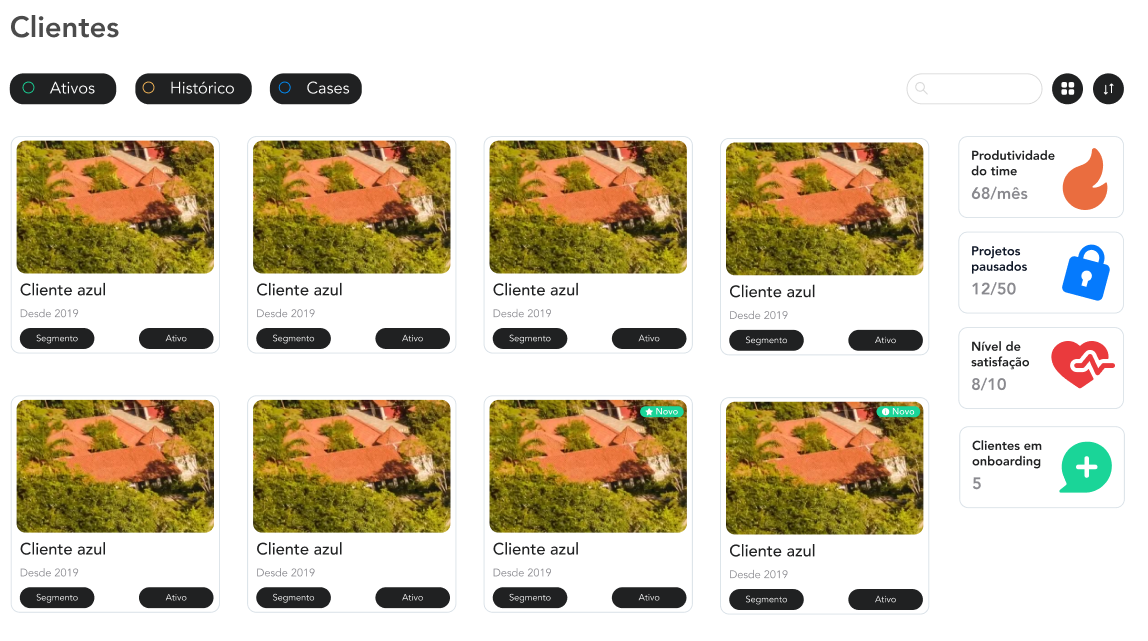 Clientes
Ativos
Histórico
Cases
Cliente azul
Desde 2019
Segmento
Ativo
Cliente azul
Desde 2019
Segmento
Ativo
Cliente azul
Desde 2019
Segmento
Ativo
Cliente azul
Desde 2019
Segmento
Ativo
Cliente azul
Desde 2019
Segmento
Ativo
Cliente azul
Desde 2019
Segmento
Ativo
Novo
Cliente azul
Desde 2019
Segmento
Ativo
Novo
Cliente azul
Desde 2019
Segmento
Ativo
Produtividade
do time
68/mês
Projetos
pausados
12/50
Nível de
satisfação
8/10
Clientes em
onboarding
5